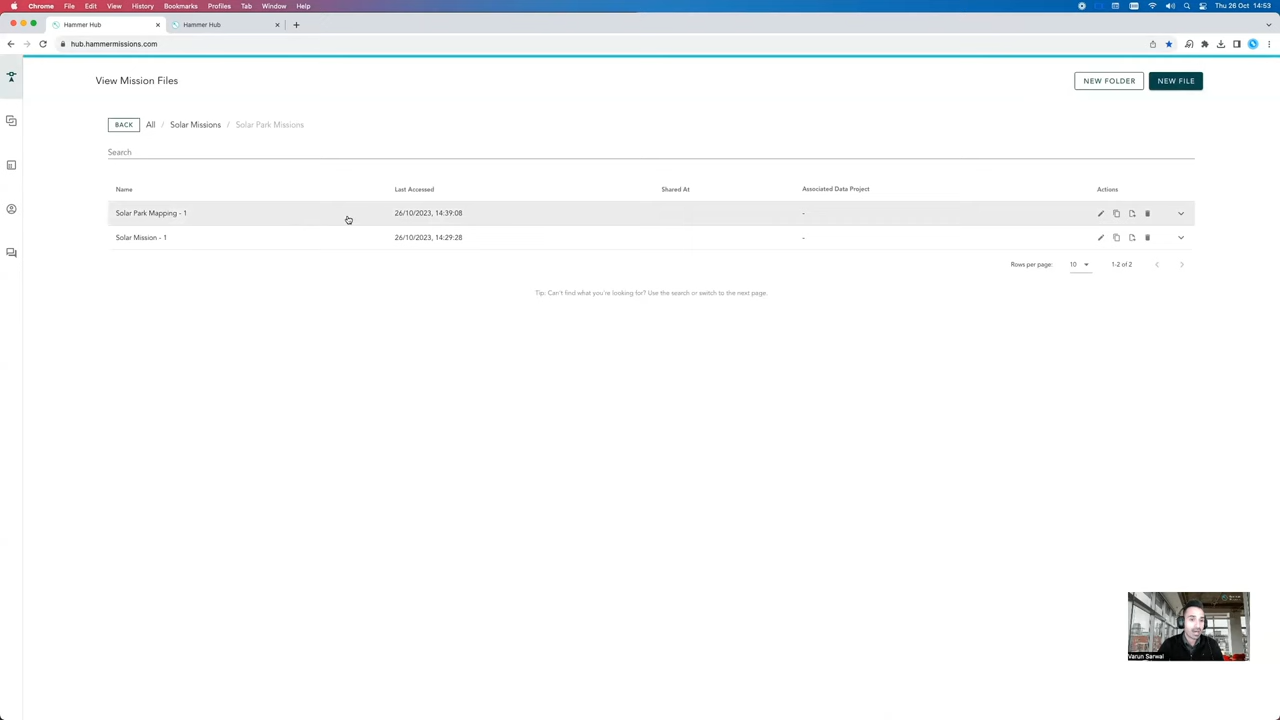 Chrome File Edit View History Bookmarks Profiles Tab Window Help Thu 26 Oct 14:53
Hammer Hub Hammer Hub
hub.hammermissions.com
View Mission Files NEW FOLDER NEW FILE
BACK All / Solar Missions / Solar Park Missions
Search
Name Last Accessed Shared At Associated Data Project Actions
Solar Park Mapping - 1 26/10/2023, 14:39:08 -
Solar Mission - 1 26/10/2023, 14:29:28 -
Rows per page: 10 1-2 of 2
Tip: Can't find what you're looking for? Use the search or switch to the next page.
Varun Sarwal